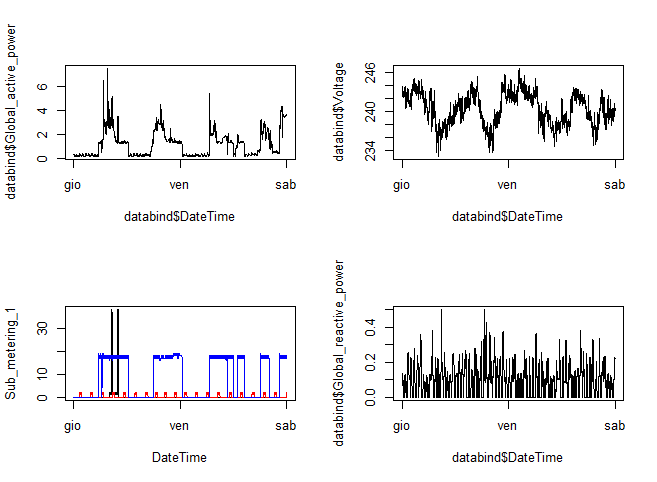 databind$Global_active_power
6
4
2
0
gio
ven
sab
databind$DateTime
databind$Voltage
246
240
234
gio
ven
sab
databind$DateTime
Sub_metering_1
30
10
0
gio
ven
sab
DateTime
databind$Global_reactive_power
0.4
0.2
0.0
gio
ven
sab
databind$DateTime